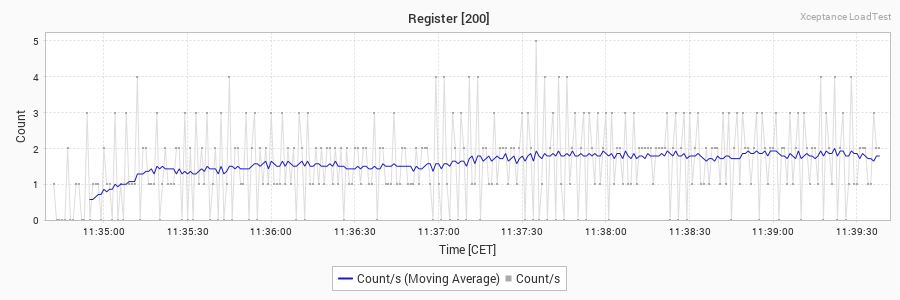 Register [200]
Xceptance LoadTest
5
4
3
2
1
0
Count
11:35:00 11:35:30 11:36:00 11:36:30 11:37:00 11:37:30 11:38:00 11:38:30 11:39:00 11:39:30
Time [CET]
Count/s (Moving Average) Count/s